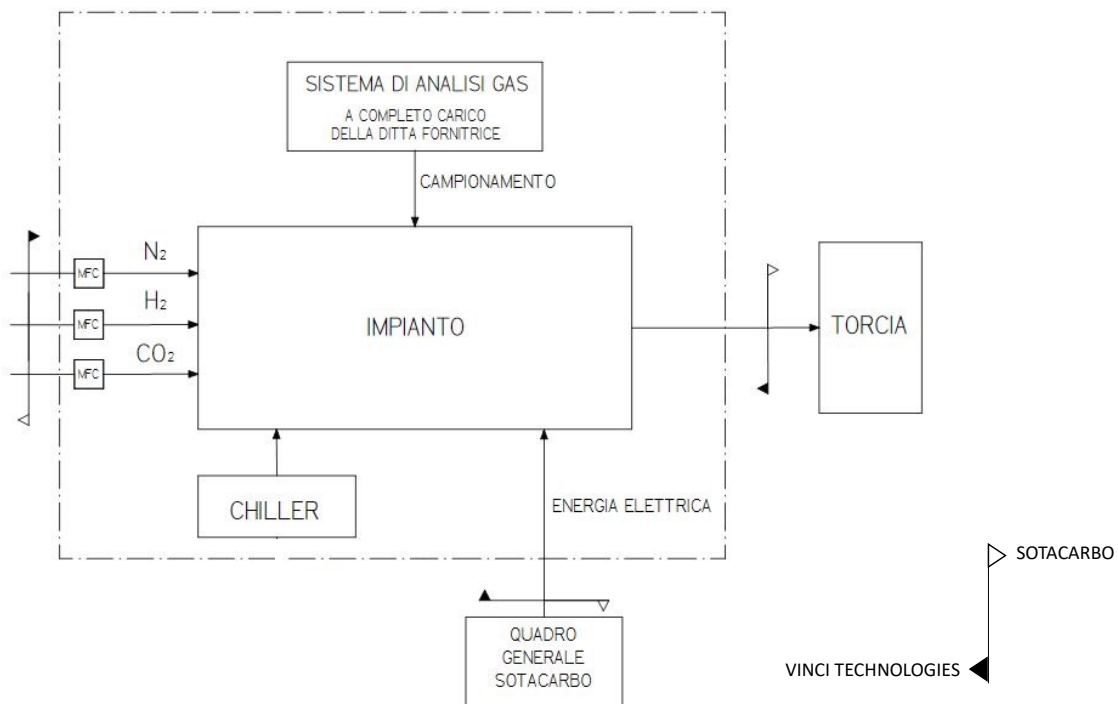 SISTEMA DI ANALISI GAS
A COMPLETO CARICO
DELLA DITTA FORNITRICE
CAMPIONAMENTO
MFC
N₂
MFC
H₂
MFC
CO₂
IMPIANTO
TORCIA
CHILLER
ENERGIA ELETTRICA
QUADRO
GENERALE
SOTACARBO
SOTACARBO
VINCI TECHNOLOGIES